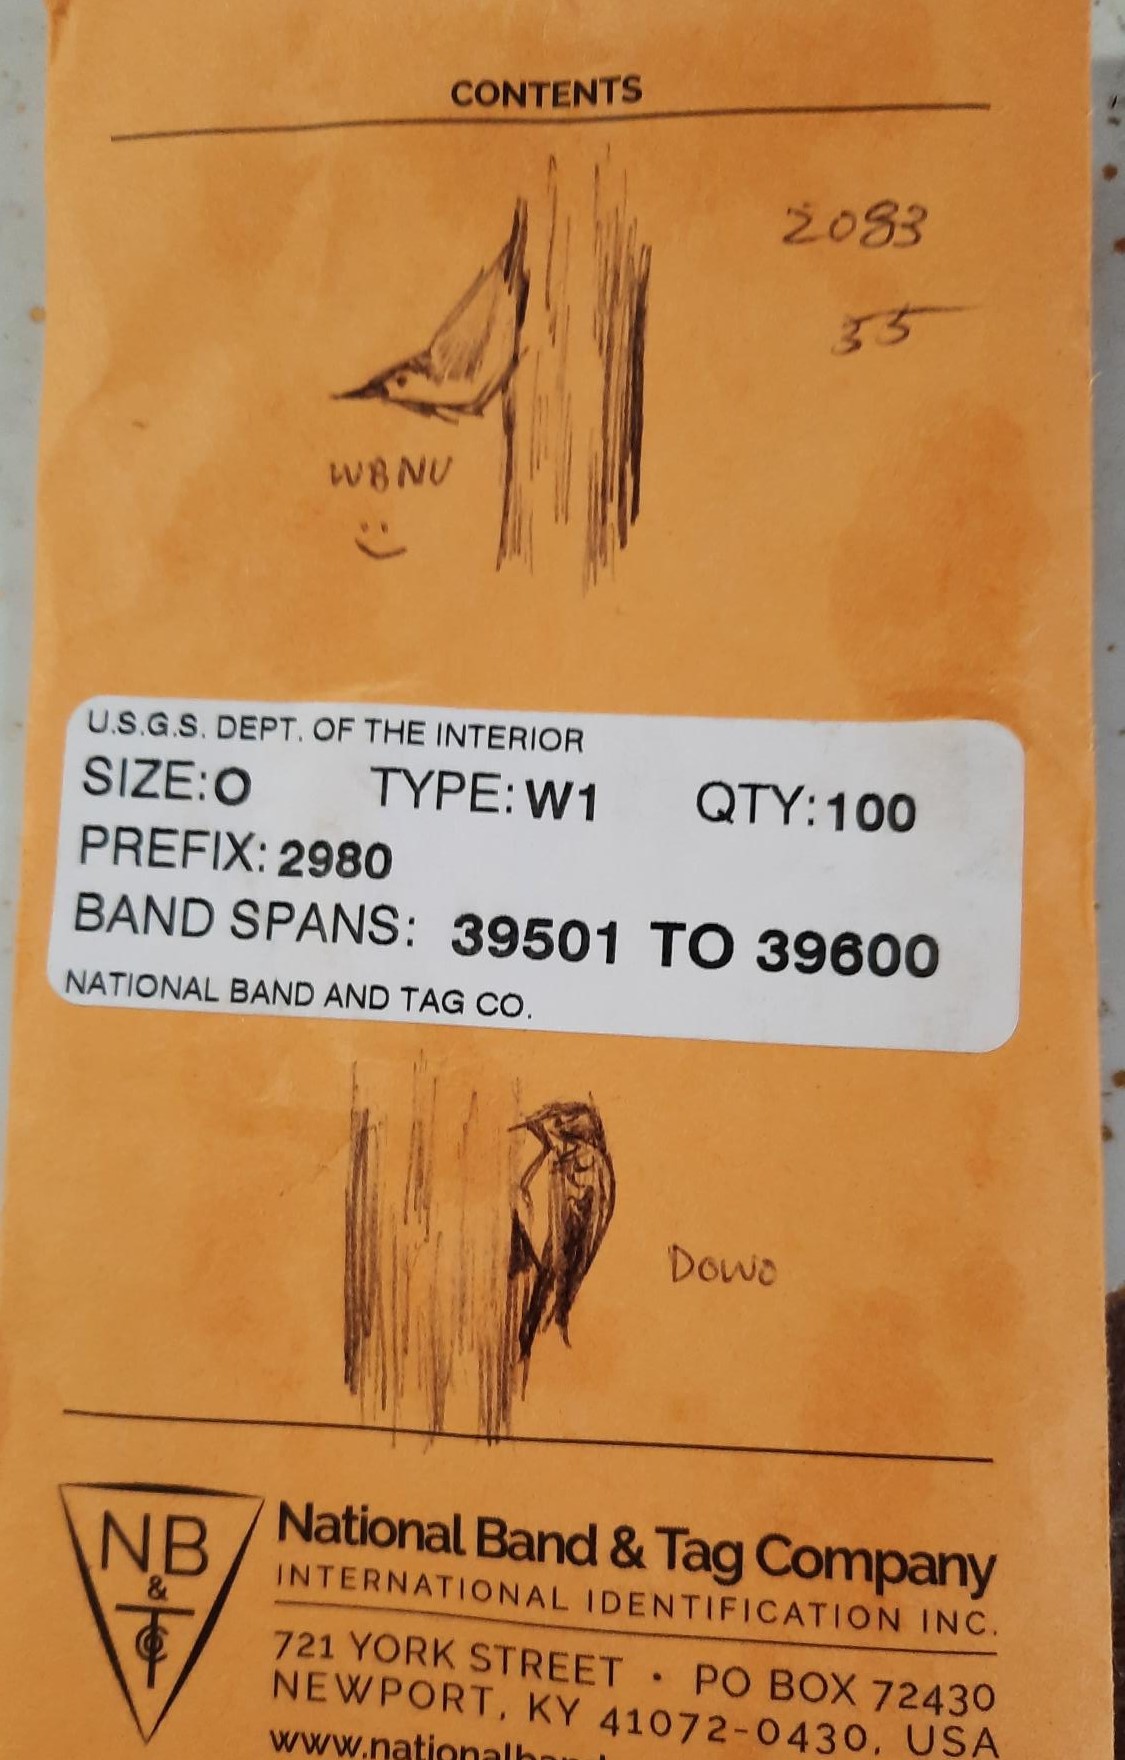 CONTENTS
2083
35
WBNU
U.S.G.S. DEPT. OF THE INTERIOR
SIZE:O TYPE: W1 QTY:100
PREFIX: 2980
BAND SPANS: 39501 TO 39600
NATIONAL BAND AND TAG CO.
DOWO
NB
&
T
Co
National Band & Tag Company
INTERNATIONAL IDENTIFICATION INC.
721 YORK STREET · PO BOX 72430
NEWPORT, KY 41072-0430, USA